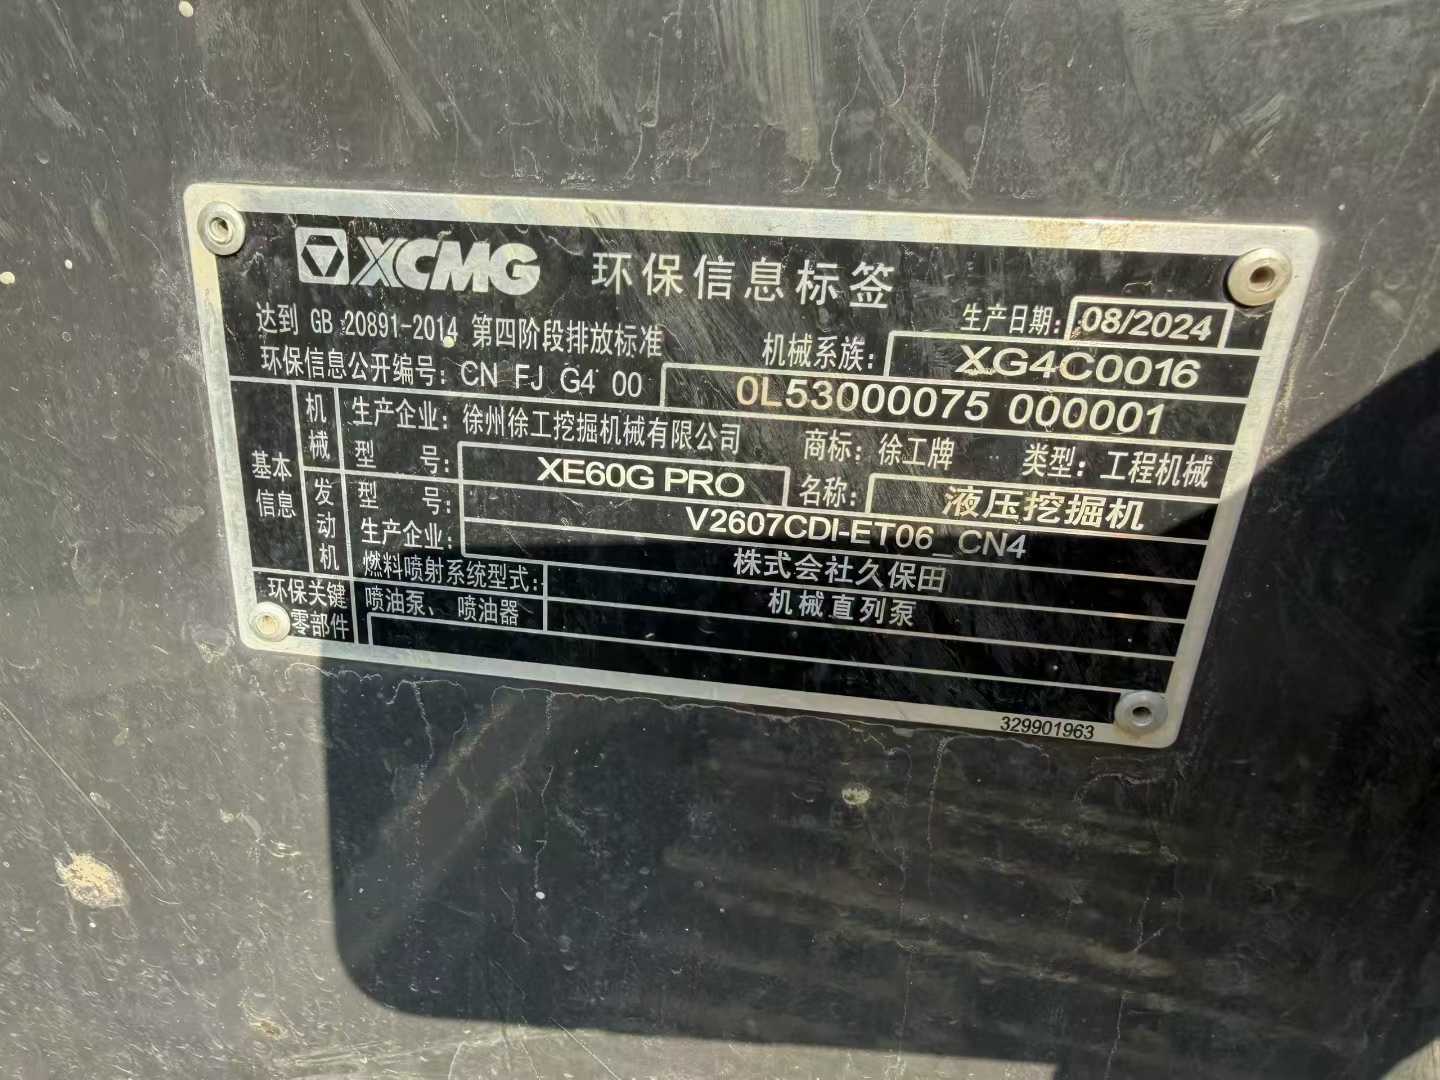 XCMG 环保信息标签
达到 GB 20891-2014 第四阶段排放标准 生产日期: 08/2024
机械系族: XG4C0016
环保信息公开编号: CN FJ G4 00 0L53000075 000001
基本信息
机械
生产企业: 徐州徐工挖掘机械有限公司 商标: 徐工牌 类型: 工程机械
型 号: XE60G PRO 名称: 液压挖掘机
发动机
型 号: V2607CDI-ET06_CN4
生产企业: 株式会社久保田
环保关键零部件
燃料喷射系统型式: 机械直列泵
喷油泵、喷油器
329901963